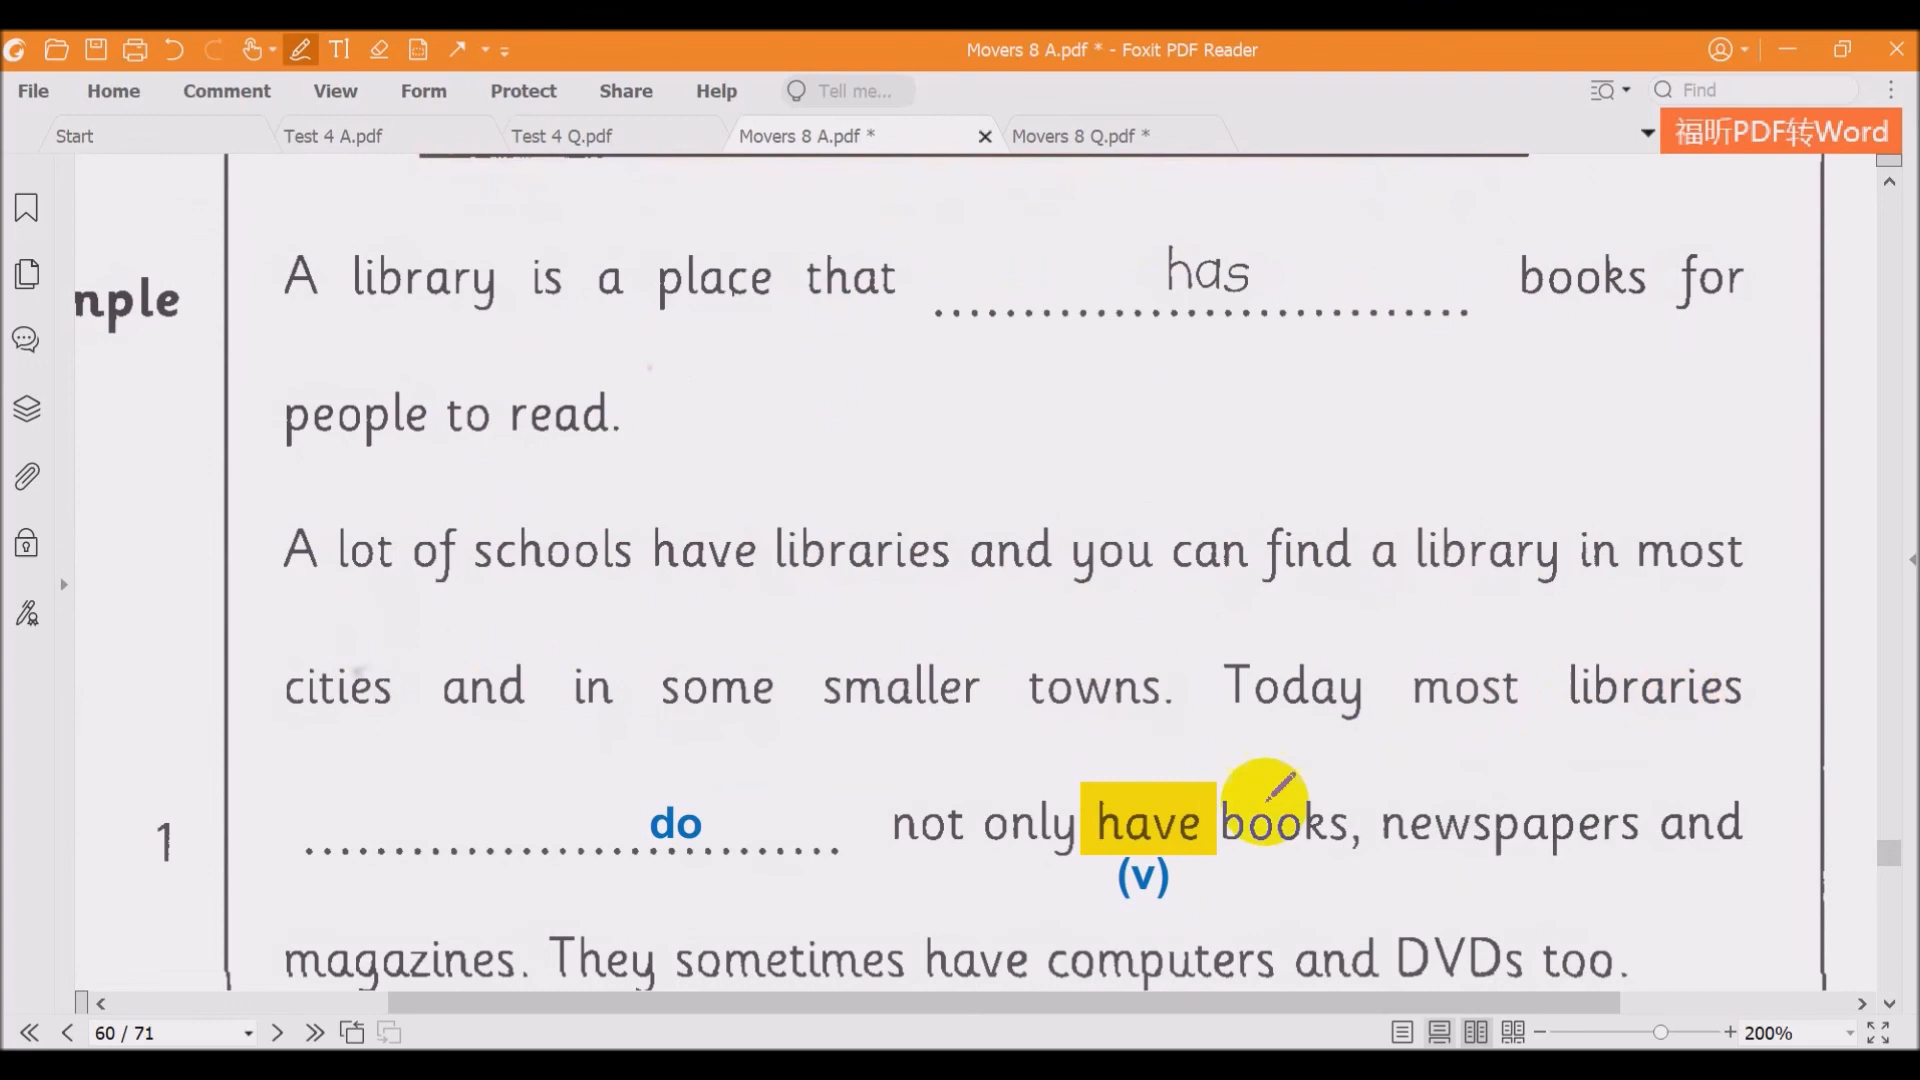 Movers 8 A.pdf * - Foxit PDF Reader
File Home Comment View Form Protect Share Help Tell me... Find
Start Test 4 A.pdf Test 4 Q.pdf Movers 8 A.pdf * Movers 8 Q.pdf * 福昕PDF转Word
A library is a place that has books for
nple
people to read.
A lot of schools have libraries and you can find a library in most
cities and in some smaller towns. Today most libraries
1 do not only have books, newspapers and
(v)
magazines. They sometimes have computers and DVDs too.
60 / 71 200%